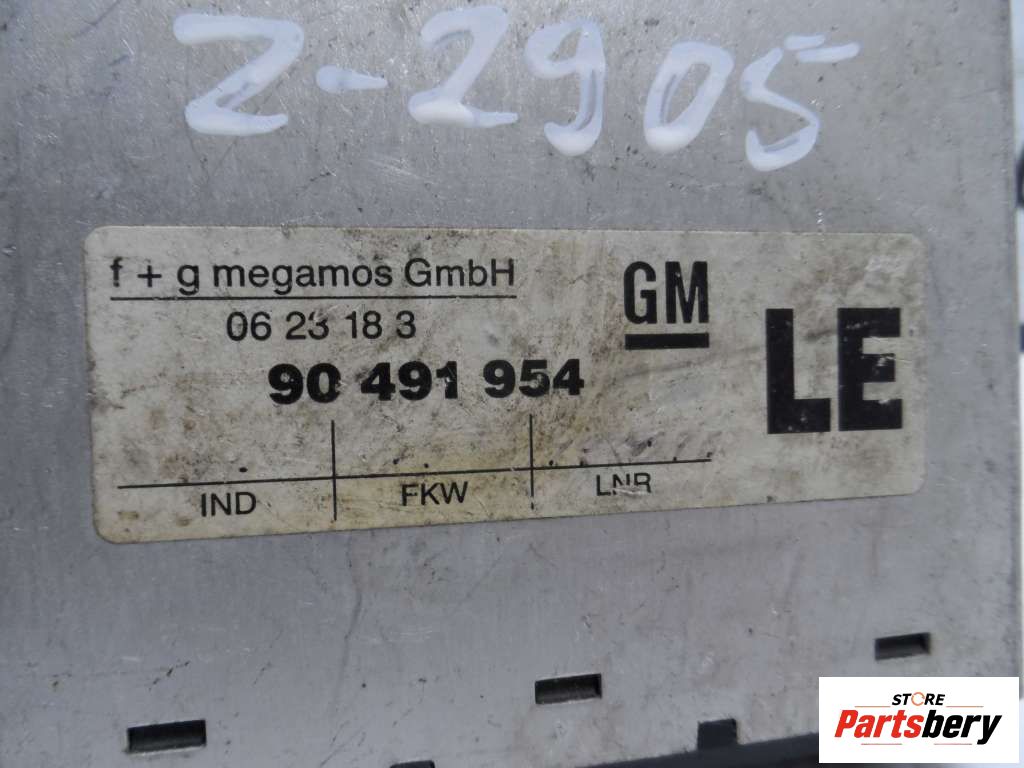 Z-2905
f + g megamos GmbH
GM
06 23 18 3
LE
90 491 954
IND FKW LNR
STORE
Partsbery